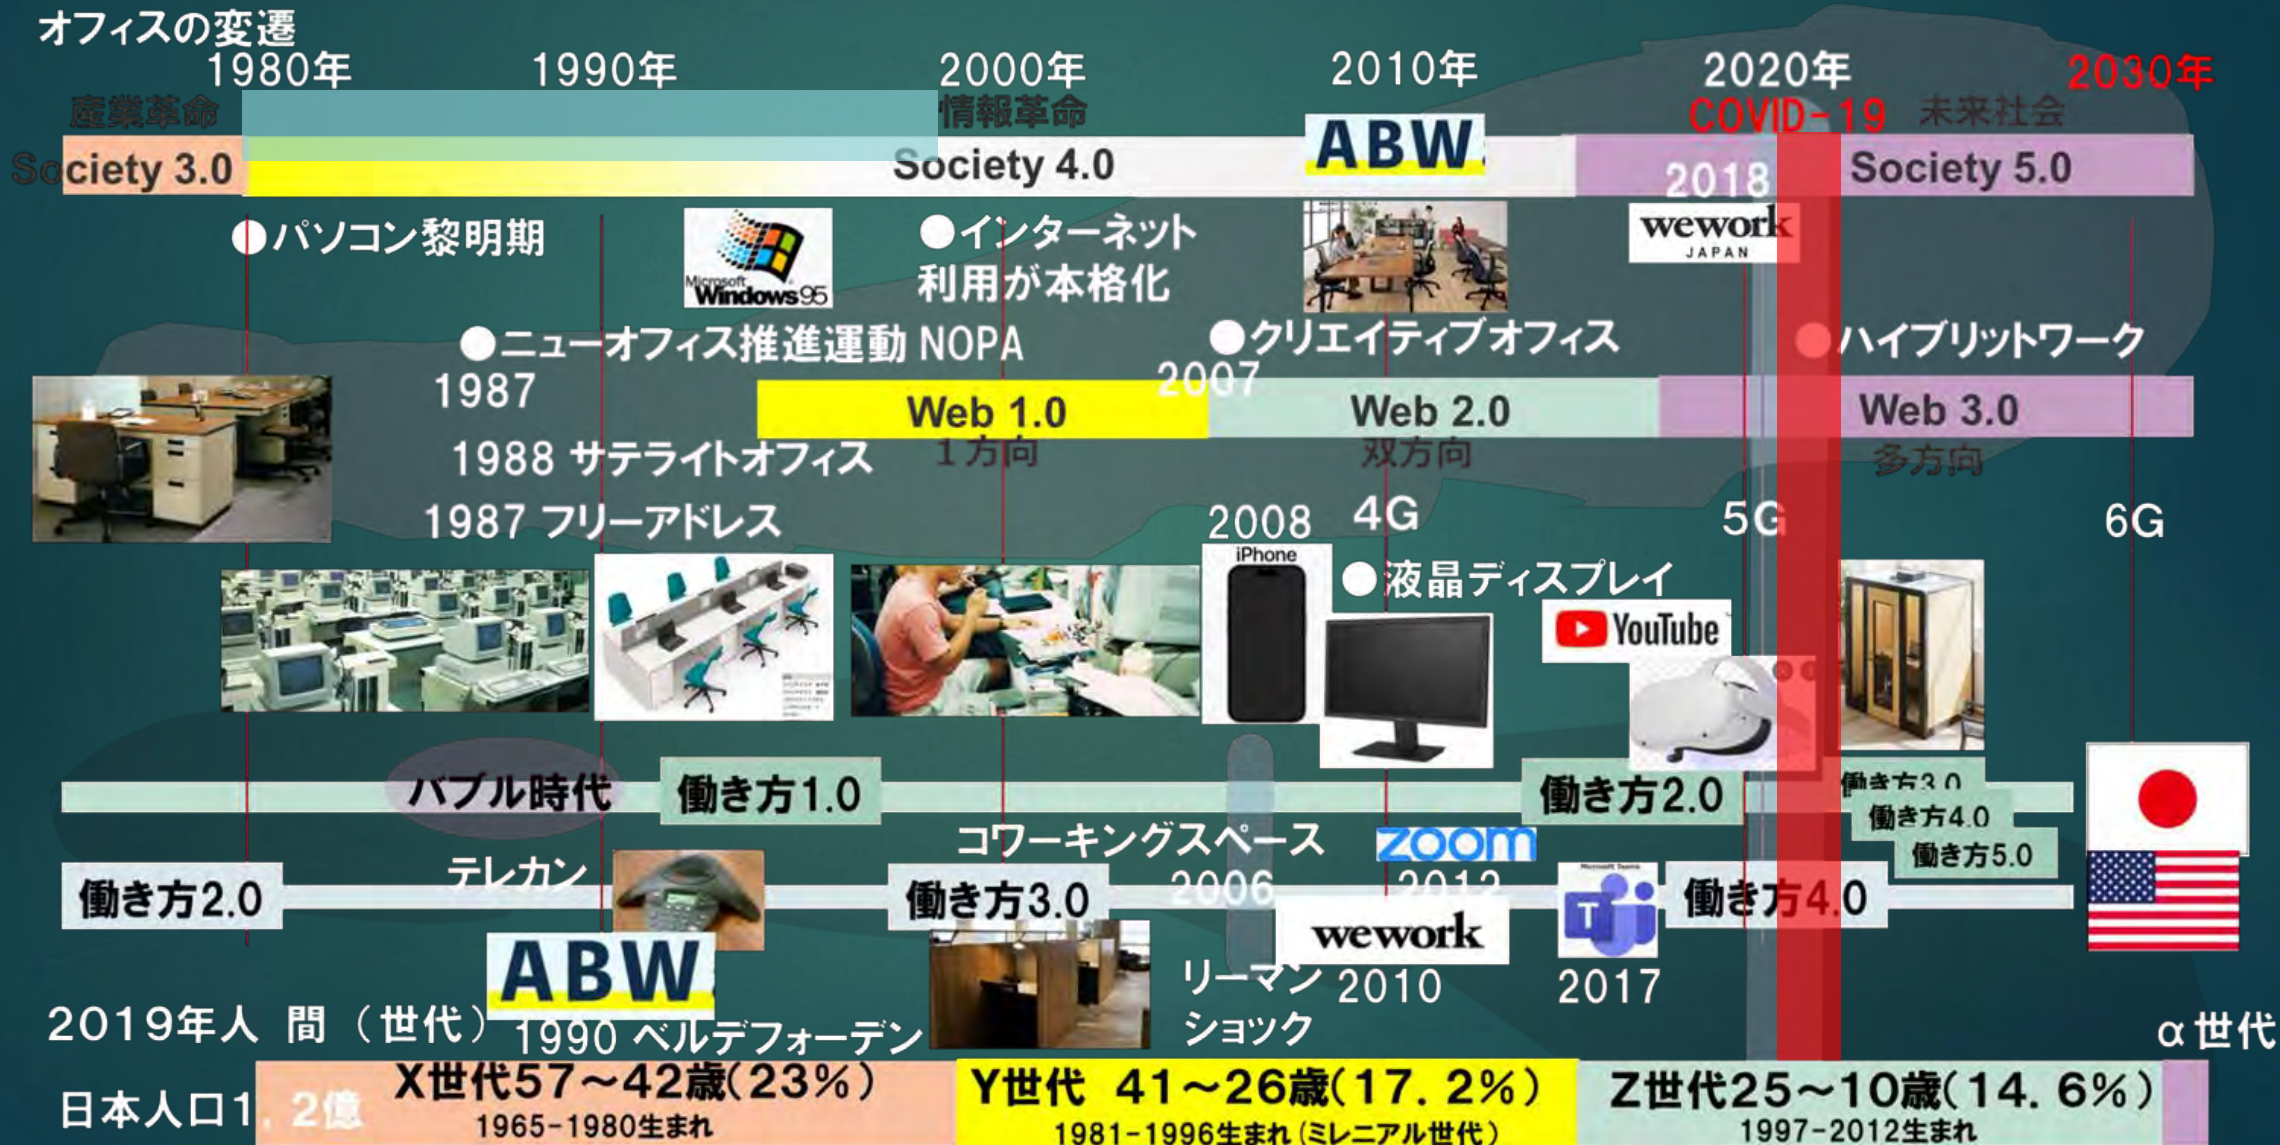 オフィスの変遷
1980年
1990年
2000年
2010年
2020年
2030年
産業革命
情報革命
COVID-19
未来社会
Society 3.0
Society 4.0
ABW
2018
Society 5.0
●パソコン黎明期
Microsoft
Windows95
●インターネット
利用が本格化
wework
JAPAN
●ニューオフィス推進運動 NOPA
1987
●クリエイティブオフィス
2007
●ハイブリットワーク
Web 1.0
Web 2.0
Web 3.0
1方向
双方向
多方向
1988 サテライトオフィス
1987 フリーアドレス
2008
4G
5G
6G
iPhone
●液晶ディスプレイ
YouTube
バブル時代
働き方1.0
働き方2.0
働き方3.0
働き方4.0
働き方5.0
コワーキングスペース
2006
zoom
2012
テレカン
働き方2.0
働き方3.0
Microsoft Teams
T
働き方4.0
wework
2010
2017
ABW
1990 ベルデフォーデン
リーマン
ショック
2019年人 間 （世代）
α世代
日本人口1. 2億
X世代57～42歳(23%)
1965-1980生まれ
Y世代 41～26歳(17. 2%)
1981-1996生まれ (ミレニアル世代)
Z世代25～10歳(14. 6%)
1997-2012生まれ